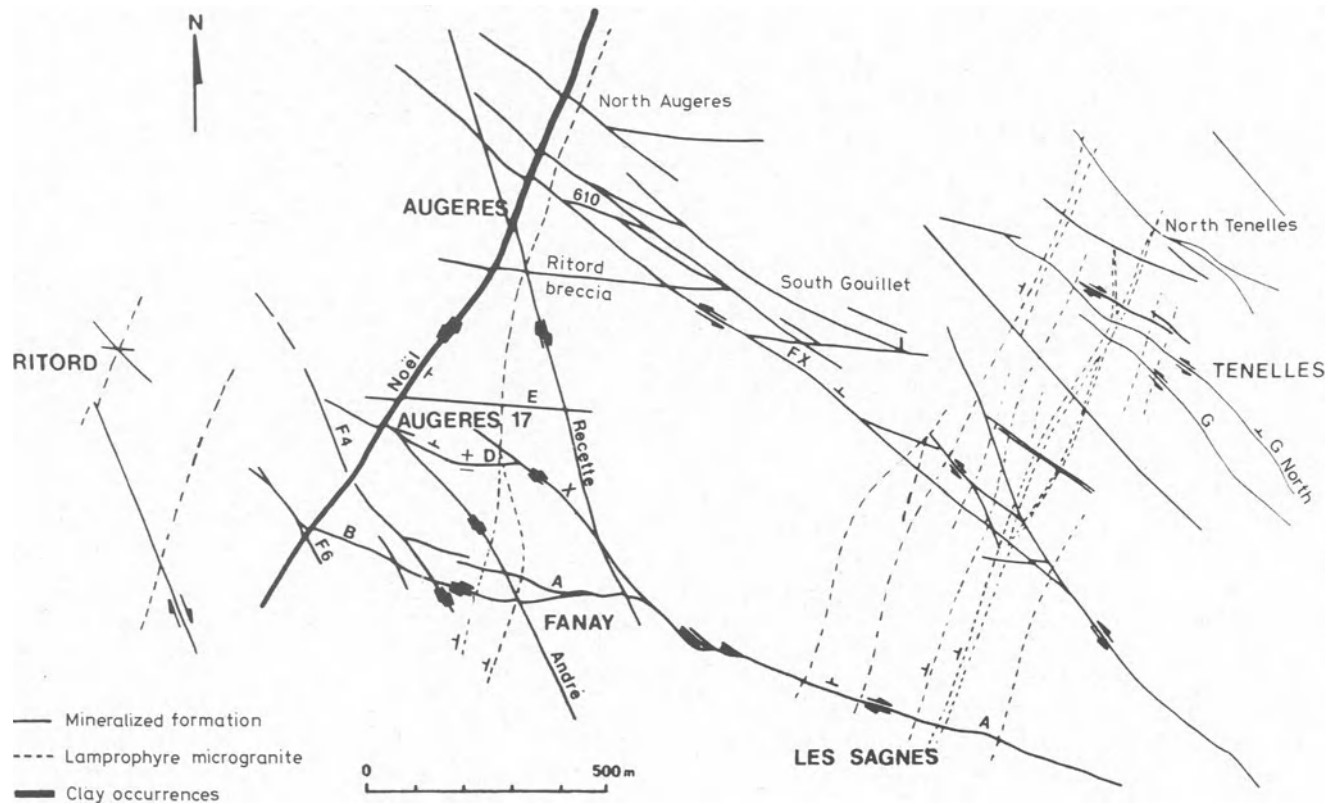 N
North Augeres
610
AUGERES
North Tenelles
Ritord
breccia
South Gouillet
RITORD
Noël
FX
TENELLES
E
AUGERES 17
G
F4
Recette
D
G North
B
F6
A
FANAY
Andre
A
LES SAGNES
Mineralized formation
Lamprophyre microgranite
Clay occurrences
0
500 m